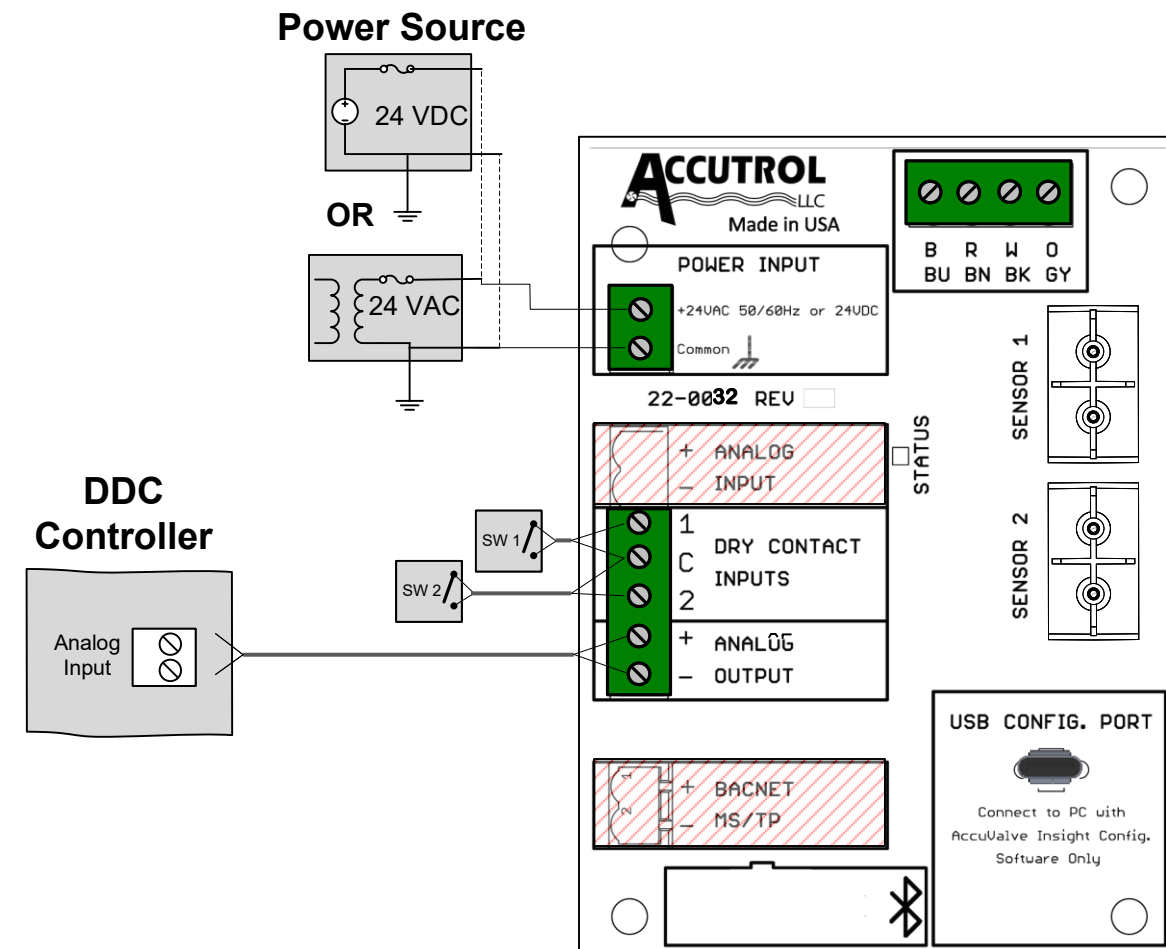 Power Source
24 VDC
OR
24 VAC
ACCUTROL
LLC
Made in USA
B R W O
BU BN BK GY
POWER INPUT
+24VAC 50/60Hz or 24VDC
Common
22-0032 REV
SENSOR 1
STATUS
+ ANALOG
- INPUT
DDC
Controller
SW 1
SW 2
1
C
2
DRY CONTACT
INPUTS
SENSOR 2
Analog
Input
+ ANALOG
- OUTPUT
USB CONFIG. PORT
Connect to PC with
AccuValve Insight Config.
Software Only
1
2
+ BACNET
- MS/TP